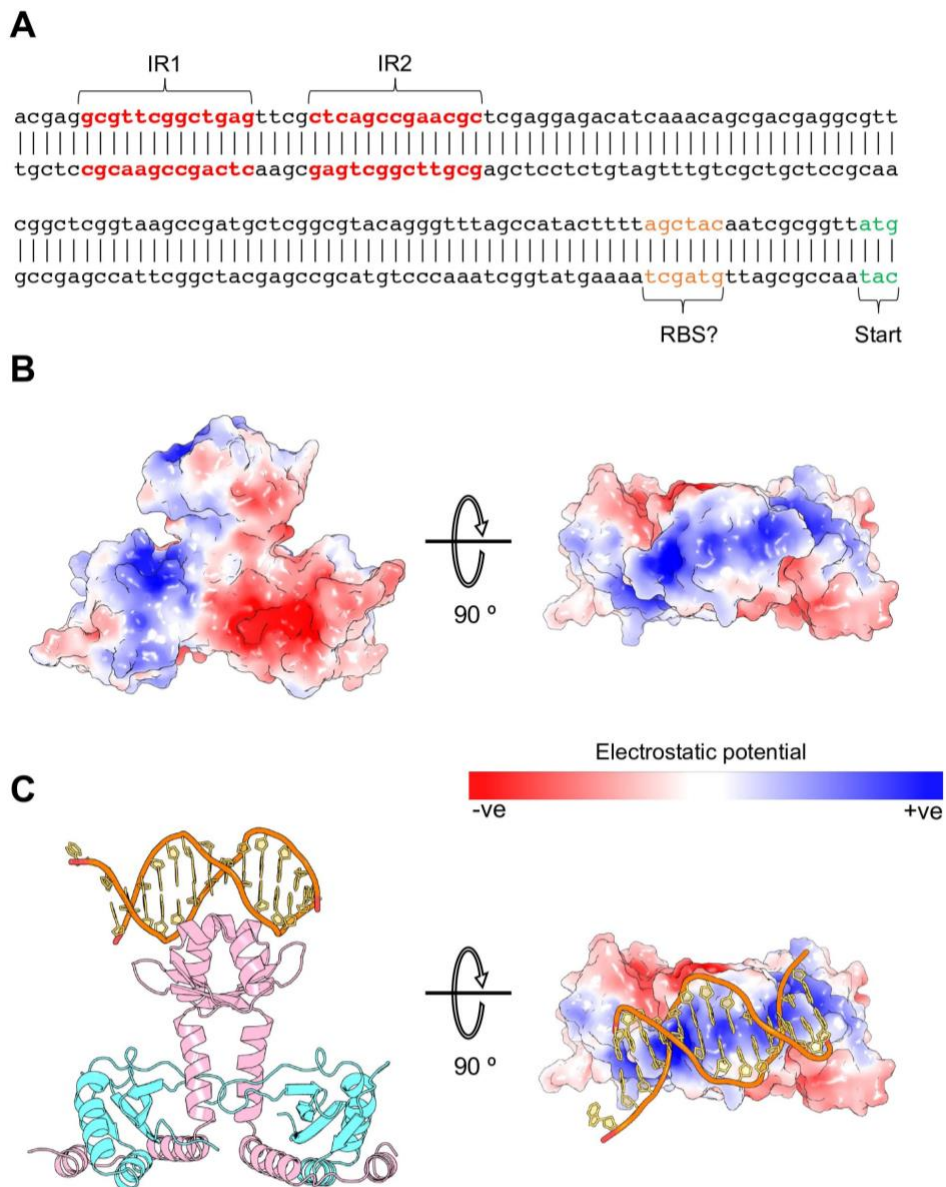 A
IR1 IR2
acgaggcgttcggctgagttcgctcagccgaacgctcgaggagacatcaaacagcgacgaggcgtt
tgctccgcaagccgactcaagcgagtcggcttgcgagctcctctgtagtttgtcgctgctccgcaa
cggctcggtaagccgatgctcggcgtacagggtttagccatacttttagctacaatcgcggttatg
gccgagccattcggctacgagccgcatgtcccaaatcggtatgaaaatcgatgttagcgccaatac
RBS? Start
B
90 º
Electrostatic potential
-ve +ve
C
90 º